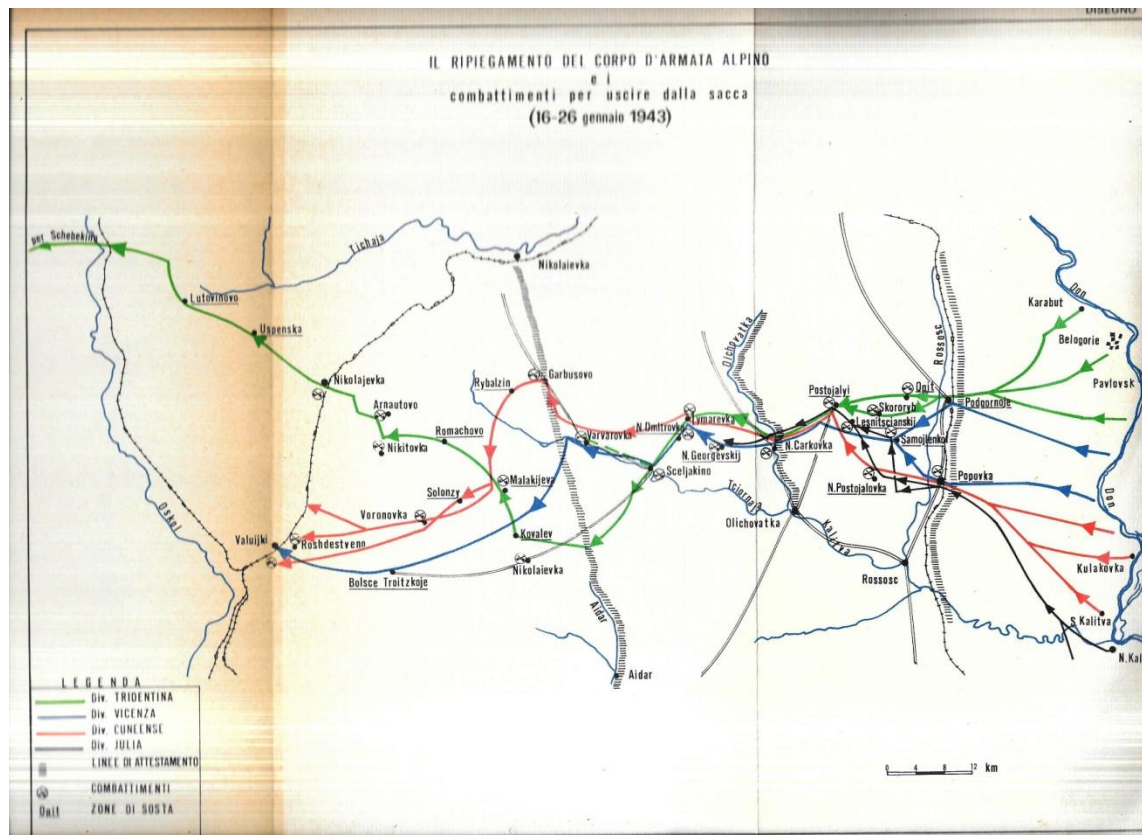 DISEGNO
IL RIPIEGAMENTO DEL CORPO D'ARMATA ALPINO
e i
combattimenti per uscire dalla sacca
(16-26 gennaio 1943)
per Schebekino
Tichaja
Nikolaievka
Don
Karabut
Belogorie
Pavlovsk
Lutovinovo
Uspenska
Olichovatka
Rossosc
Nikolajevka
Rybalzin
Garbusovo
Postojalyi
Opit
Skororyb
Podgornoje
Arnautovo
Lymarevka
Lesnitscianskij
Romachovo
Varvarovka
N.Dmitrovka
N.Carkovka
Samojlenkof
Nikitovka
N.Georgevskij
Sceljakino
Popovka
Malakijeva
Solonzy
N.Postojalovka
Tciornaja
Don
Oskol
Voronovka
Olichovatka
Kalitva
Valuijki
Roshdestvenn
Kovalev
Nikolaievka
Kulakovka
Bolsce Troitzkoje
Rossosc
Aidar
S.Kalitva
N.Kal
Aidar
LEGENDA
Div. TRIDENTINA
Div. VICENZA
Div. CUNEENSE
Div. JULIA
LINEE DI ATTESTAMENTO
COMBATTIMENTI
Opit ZONE DI SOSTA
0 4 8 12 km